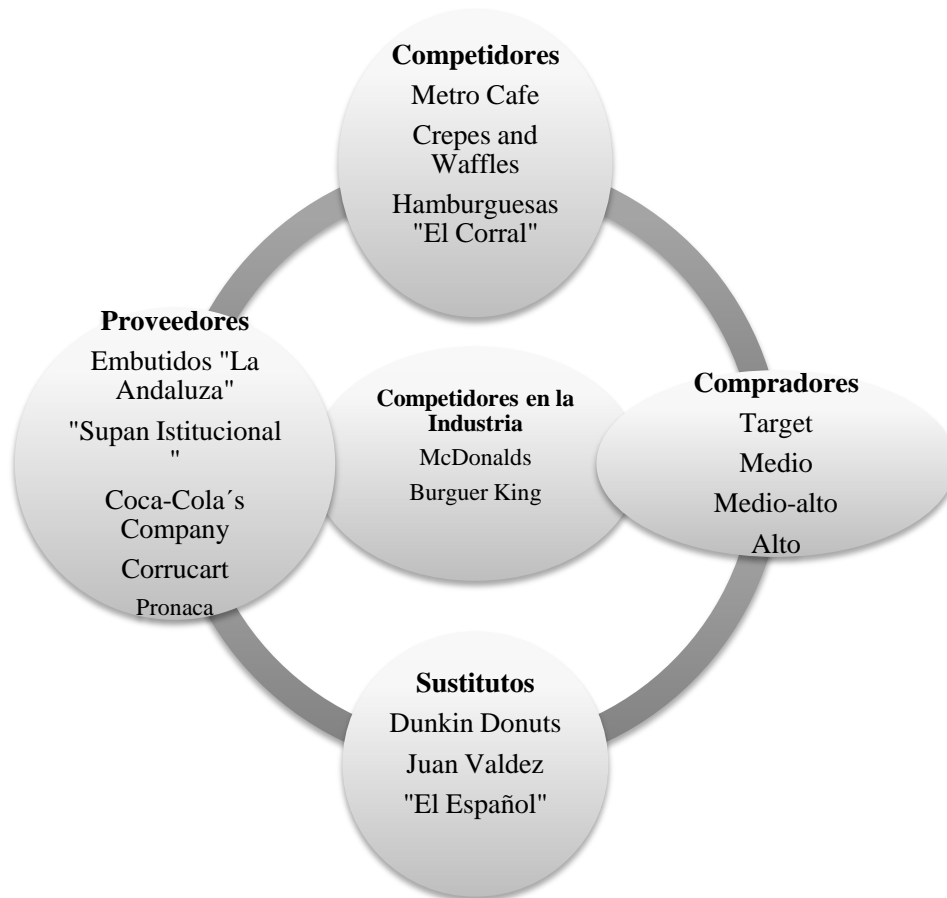 Competidores
Metro Cafe
Crepes and
Waffles
Hamburguesas
"El Corral"
Proveedores
Embutidos "La
Andaluza"
"Supan Istitucional
"
Coca-Cola´s
Company
Corrucart
Pronaca
Competidores en la
Industria
McDonalds
Burguer King
Compradores
Target
Medio
Medio-alto
Alto
Sustitutos
Dunkin Donuts
Juan Valdez
"El Español"